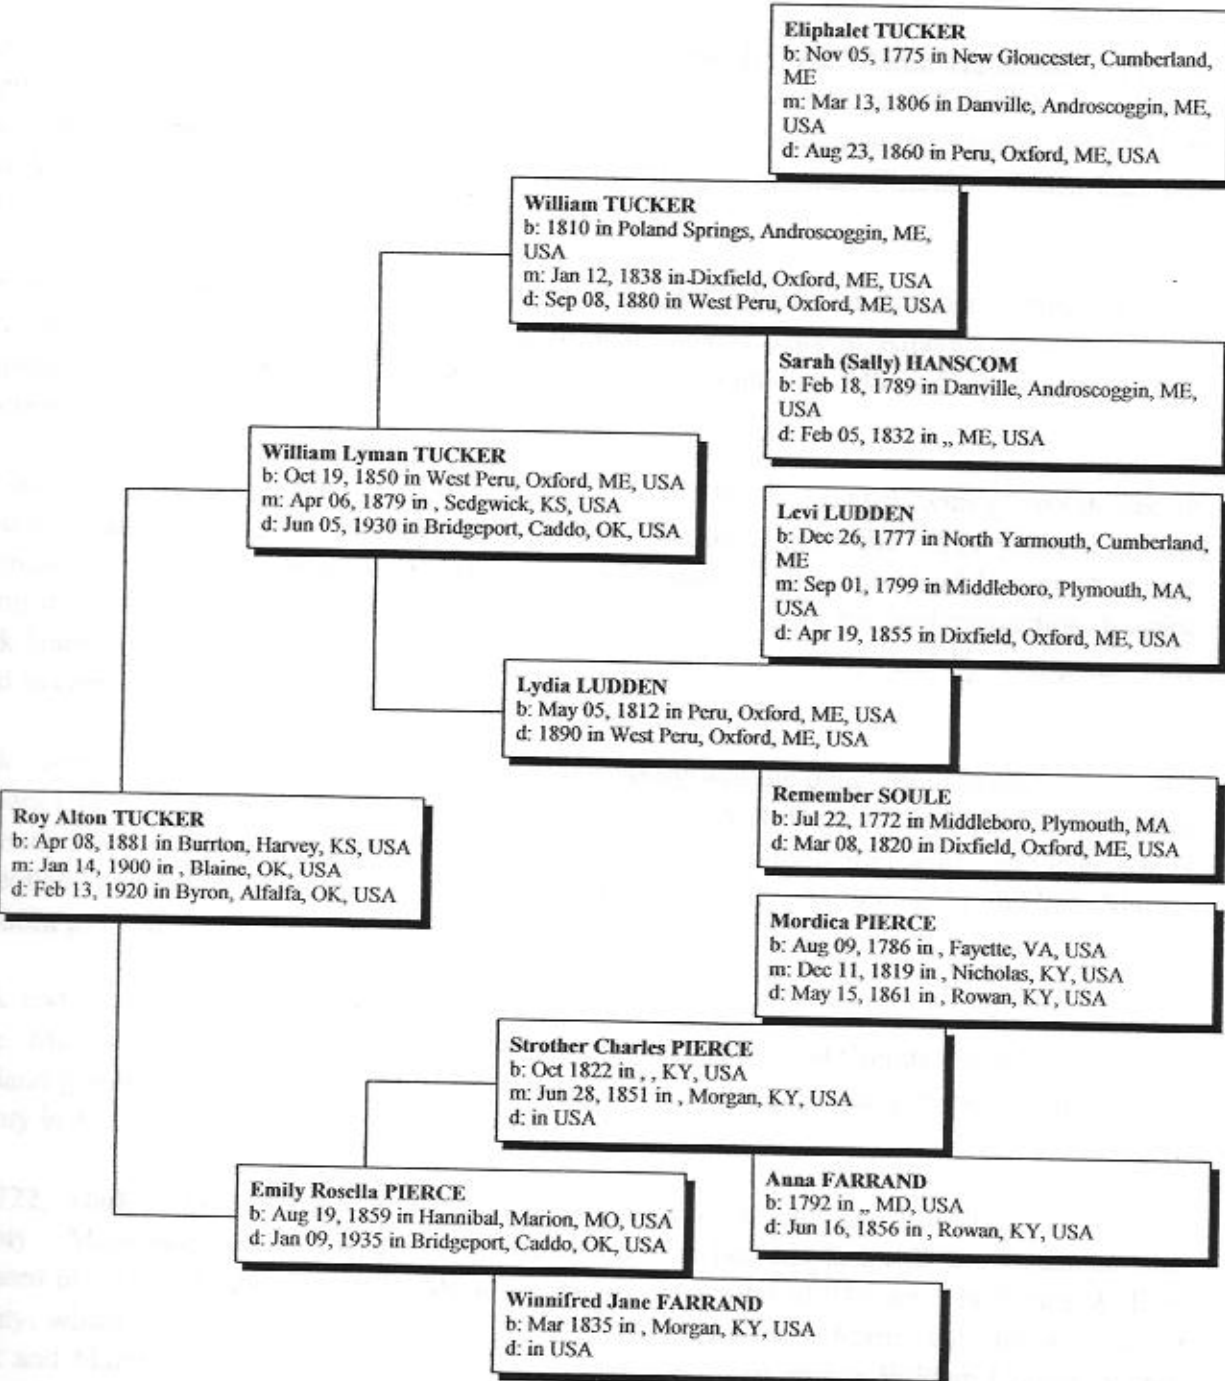 Eliphalet TUCKER
b: Nov 05, 1775 in New Gloucester, Cumberland,
ME
m: Mar 13, 1806 in Danville, Androscoggin, ME,
USA
d: Aug 23, 1860 in Peru, Oxford, ME, USA
William TUCKER
b: 1810 in Poland Springs, Androscoggin, ME,
USA
m: Jan 12, 1838 in Dixfield, Oxford, ME, USA
d: Sep 08, 1880 in West Peru, Oxford, ME, USA
Sarah (Sally) HANSCOM
b: Feb 18, 1789 in Danville, Androscoggin, ME,
USA
d: Feb 05, 1832 in ,, ME, USA
William Lyman TUCKER
b: Oct 19, 1850 in West Peru, Oxford, ME, USA
m: Apr 06, 1879 in , Sedgwick, KS, USA
d: Jun 05, 1930 in Bridgeport, Caddo, OK, USA
Levi LUDDEN
b: Dec 26, 1777 in North Yarmouth, Cumberland,
ME
m: Sep 01, 1799 in Middleboro, Plymouth, MA,
USA
d: Apr 19, 1855 in Dixfield, Oxford, ME, USA
Lydia LUDDEN
b: May 05, 1812 in Peru, Oxford, ME, USA
d: 1890 in West Peru, Oxford, ME, USA
Remember SOULE
b: Jul 22, 1772 in Middleboro, Plymouth, MA
d: Mar 08, 1820 in Dixfield, Oxford, ME, USA
Roy Alton TUCKER
b: Apr 08, 1881 in Burrton, Harvey, KS, USA
m: Jan 14, 1900 in , Blaine, OK, USA
d: Feb 13, 1920 in Byron, Alfalfa, OK, USA
Mordica PIERCE
b: Aug 09, 1786 in , Fayette, VA, USA
m: Dec 11, 1819 in , Nicholas, KY, USA
d: May 15, 1861 in , Rowan, KY, USA
Strother Charles PIERCE
b: Oct 1822 in , , KY, USA
m: Jun 28, 1851 in , Morgan, KY, USA
d: in USA
Anna FARRAND
b: 1792 in ,, MD, USA
d: Jun 16, 1856 in , Rowan, KY, USA
Emily Rosella PIERCE
b: Aug 19, 1859 in Hannibal, Marion, MO, USA
d: Jan 09, 1935 in Bridgeport, Caddo, OK, USA
Winnifred Jane FARRAND
b: Mar 1835 in , Morgan, KY, USA
d: in USA